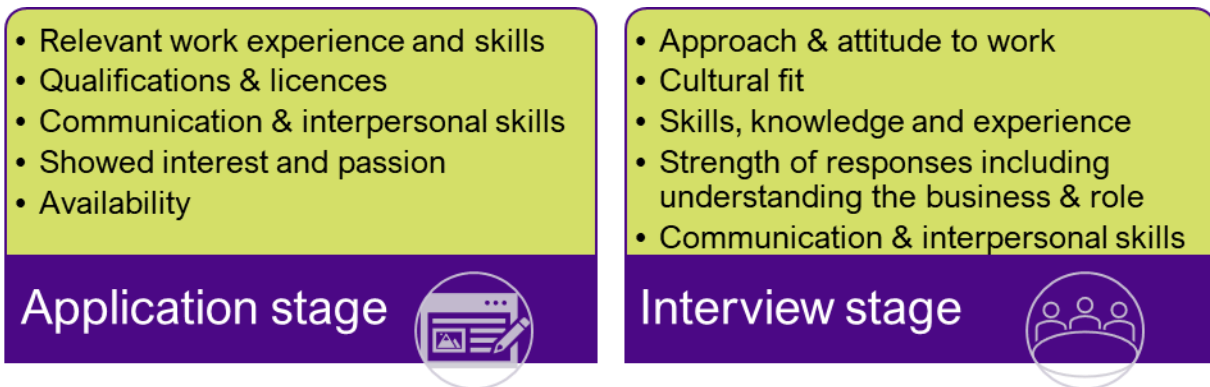 • Relevant work experience and skills
• Qualifications & licences
• Communication & interpersonal skills
• Showed interest and passion
• Availability
Application stage
• Approach & attitude to work
• Cultural fit
• Skills, knowledge and experience
• Strength of responses including
understanding the business & role
• Communication & interpersonal skills
Interview stage